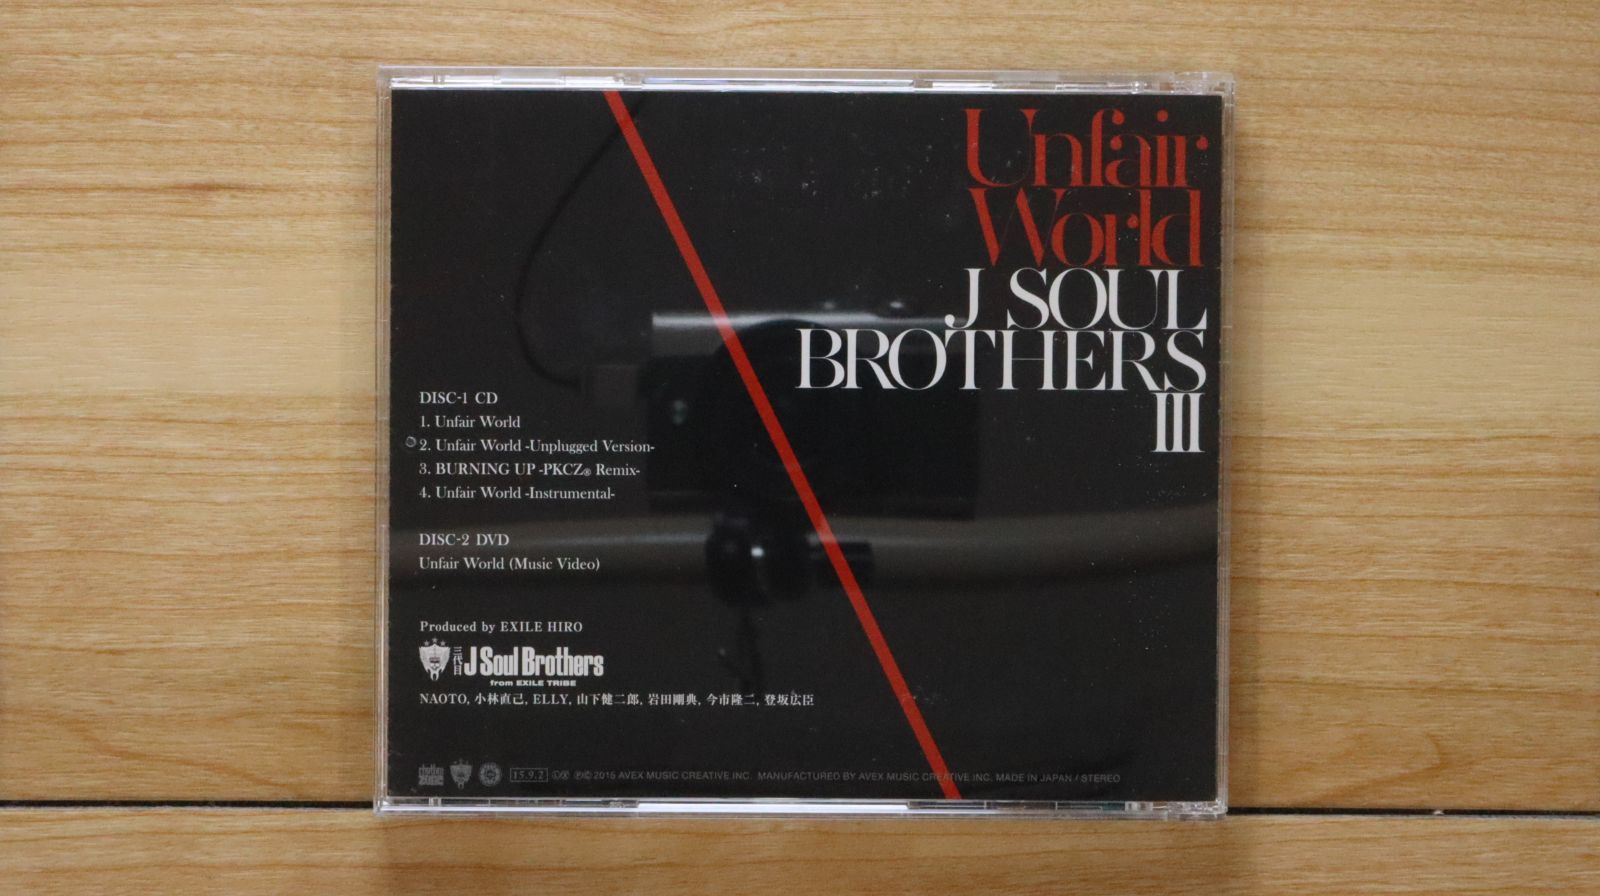 Unfair
World
J SOUL
BROTHERS
III
DISC-1 CD
1. Unfair World
2. Unfair World -Unplugged Version-
3. BURNING UP -PKCZ® Remix-
4. Unfair World -Instrumental-
DISC-2 DVD
Unfair World (Music Video)
Produced by EXILE HIRO
三代目 J Soul Brothers
from EXILE TRIBE
NAOTO, 小林直己, ELLY, 山下健二郎, 岩田剛典, 今市隆二, 登坂広臣
rhythm zone 15.9.2 ℗© 2015 AVEX MUSIC CREATIVE INC. MANUFACTURED BY AVEX MUSIC CREATIVE INC. MADE IN JAPAN / STEREO